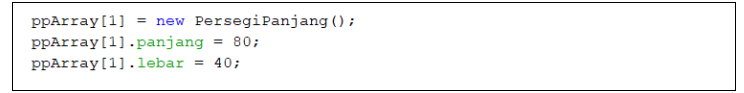 ppArray[1] = new PersegiPanjang();
ppArray[1].panjang = 80;
ppArray[1].lebar = 40;